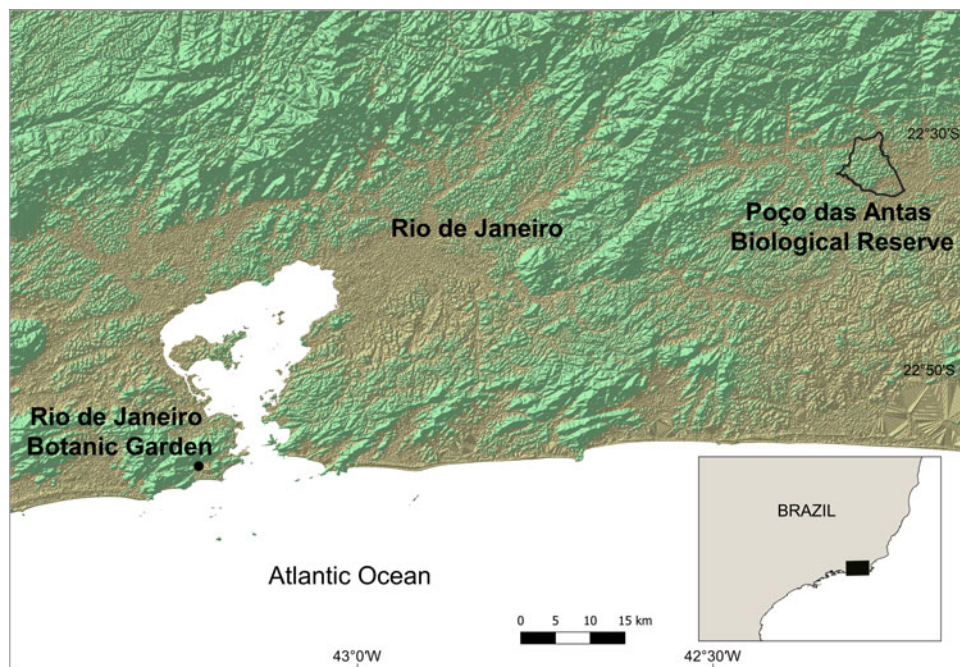 22°30'S
Rio de Janeiro
Poço das Antas
Biological Reserve
22°50'S
Rio de Janeiro
Botanic Garden
BRAZIL
Atlantic Ocean
0 5 10 15 km
43°0'W
42°30'W